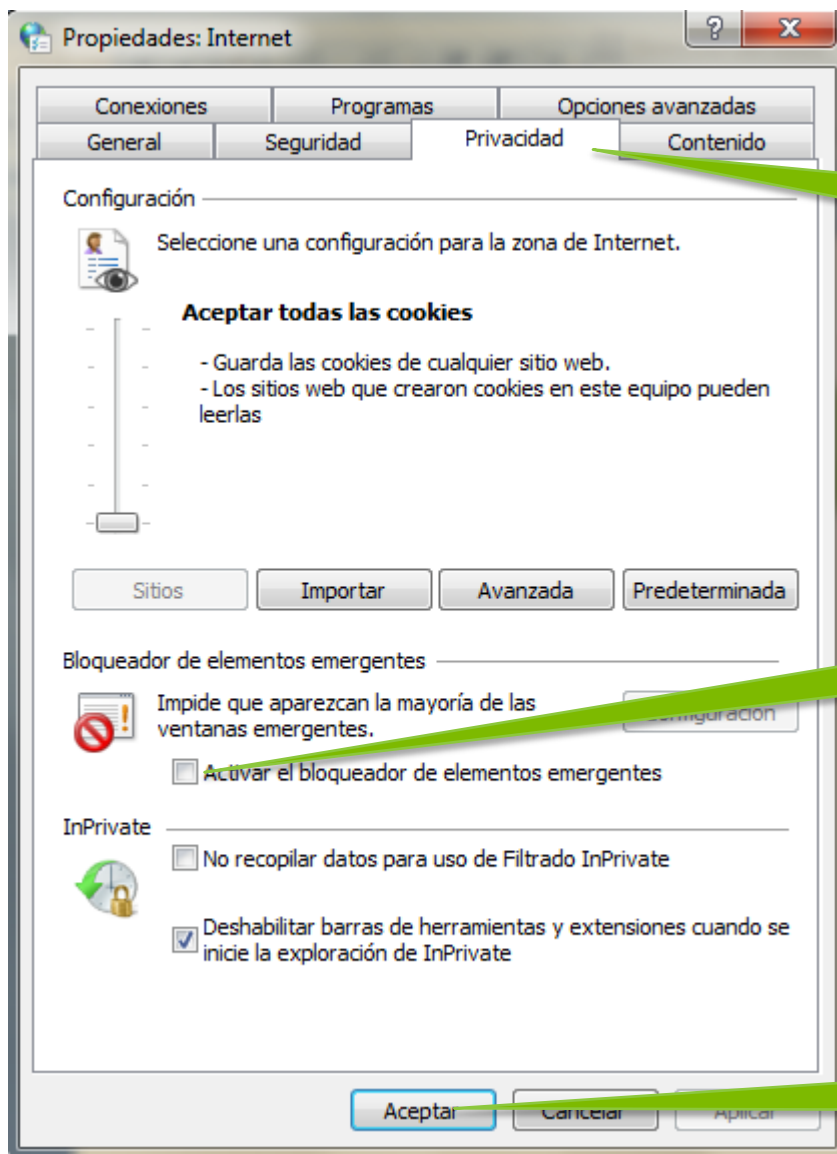 Propiedades: Internet
Conexiones Programas Opciones avanzadas
General Seguridad Privacidad Contenido
Configuración
Seleccione una configuración para la zona de Internet.
Aceptar todas las cookies
- Guarda las cookies de cualquier sitio web.
- Los sitios web que crearon cookies en este equipo pueden
leerlas
Sitios Importar Avanzada Predeterminada
Bloqueador de elementos emergentes
Impide que aparezcan la mayoría de las
ventanas emergentes.
Configuración
Activar el bloqueador de elementos emergentes
InPrivate
No recopilar datos para uso de Filtrado InPrivate
Deshabilitar barras de herramientas y extensiones cuando se
inicie la exploración de InPrivate
Aceptar Cancelar Aplicar